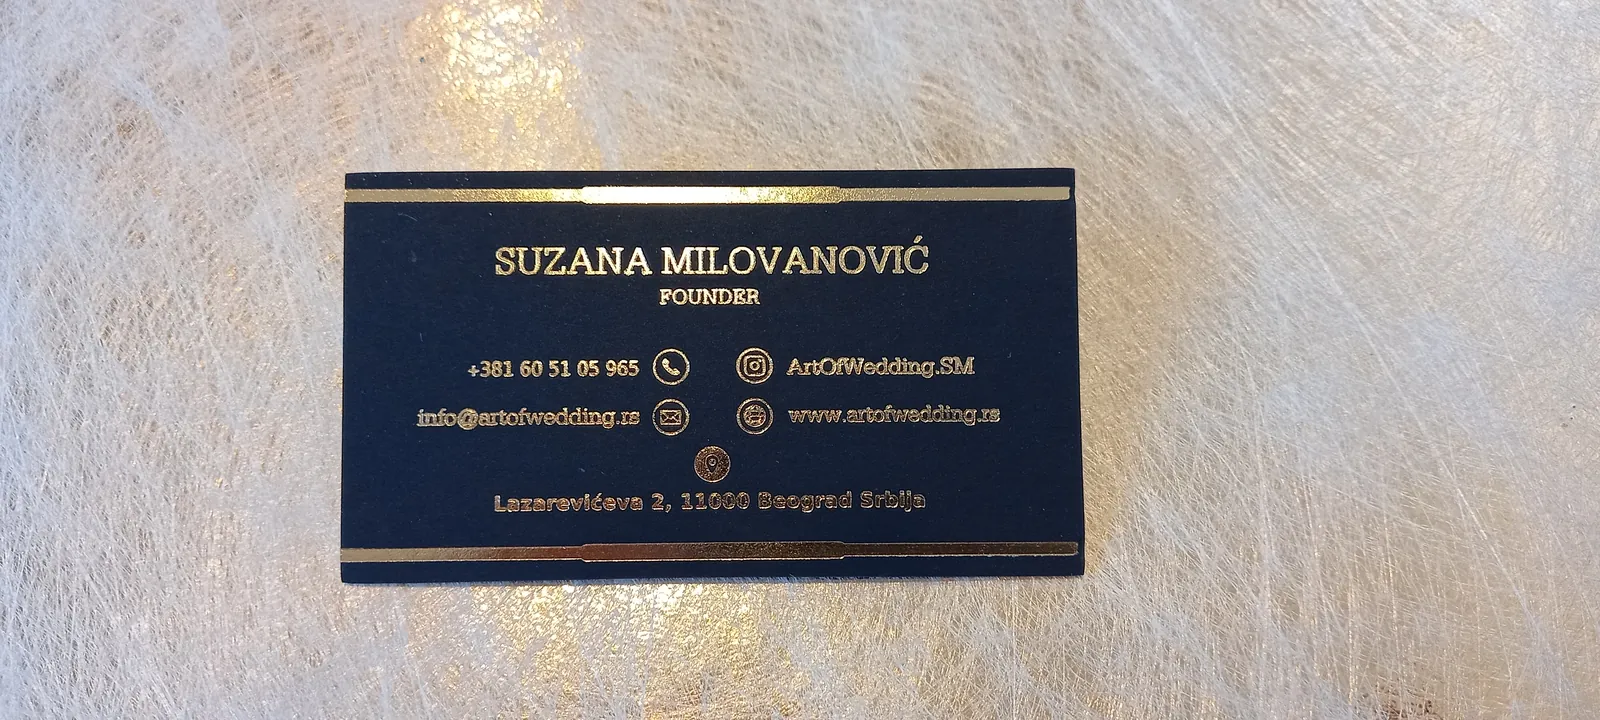 SUZANA MILOVANOVIĆ
FOUNDER
+381 60 51 05 965
ArtOfWedding.SM
info@artofwedding.rs
www.artofwedding.rs
Lazarevićeva 2, 11000 Beograd Srbija